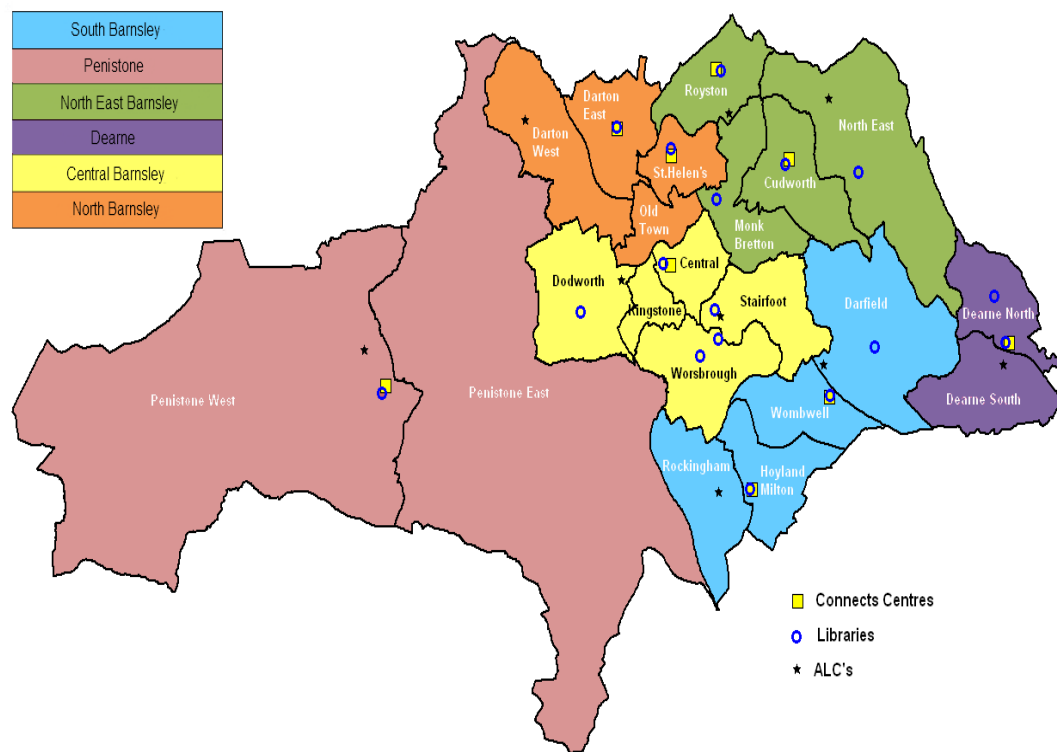 South Barnsley
Penistone
North East Barnsley
Dearne
Central Barnsley
North Barnsley
Darton
East
Darton
West
Royston
North East
St.Helen's
Cudworth
Old
Town
Monk
Bretton
Dodworth
Central
Kingstone
Stairfoot
Darfield
Dearne North
Worsbrough
Penistone West
Penistone East
Dearne South
Wombwell
Rockingham
Hoyland
Milton
Connects Centres
Libraries
ALC's